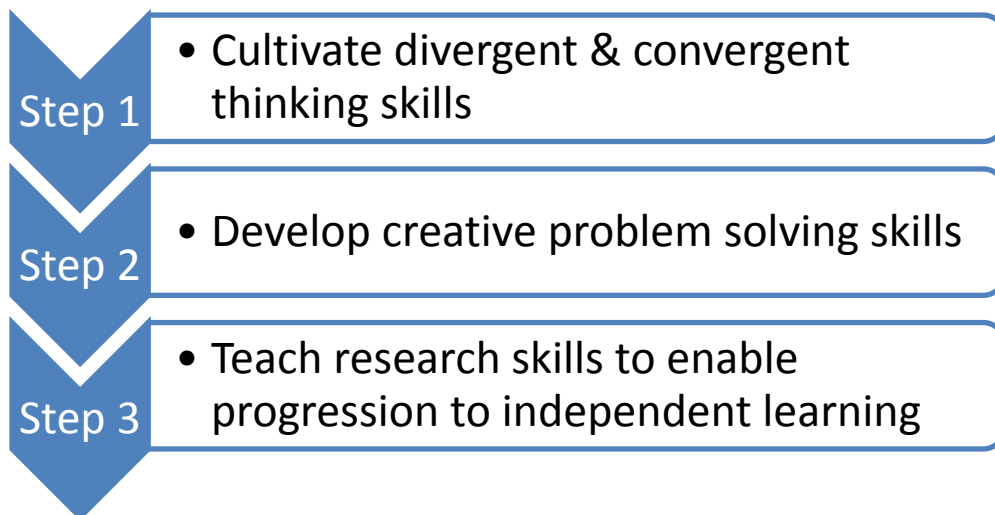 Step 1
• Cultivate divergent & convergent
thinking skills
Step 2
• Develop creative problem solving skills
Step 3
• Teach research skills to enable
progression to independent learning